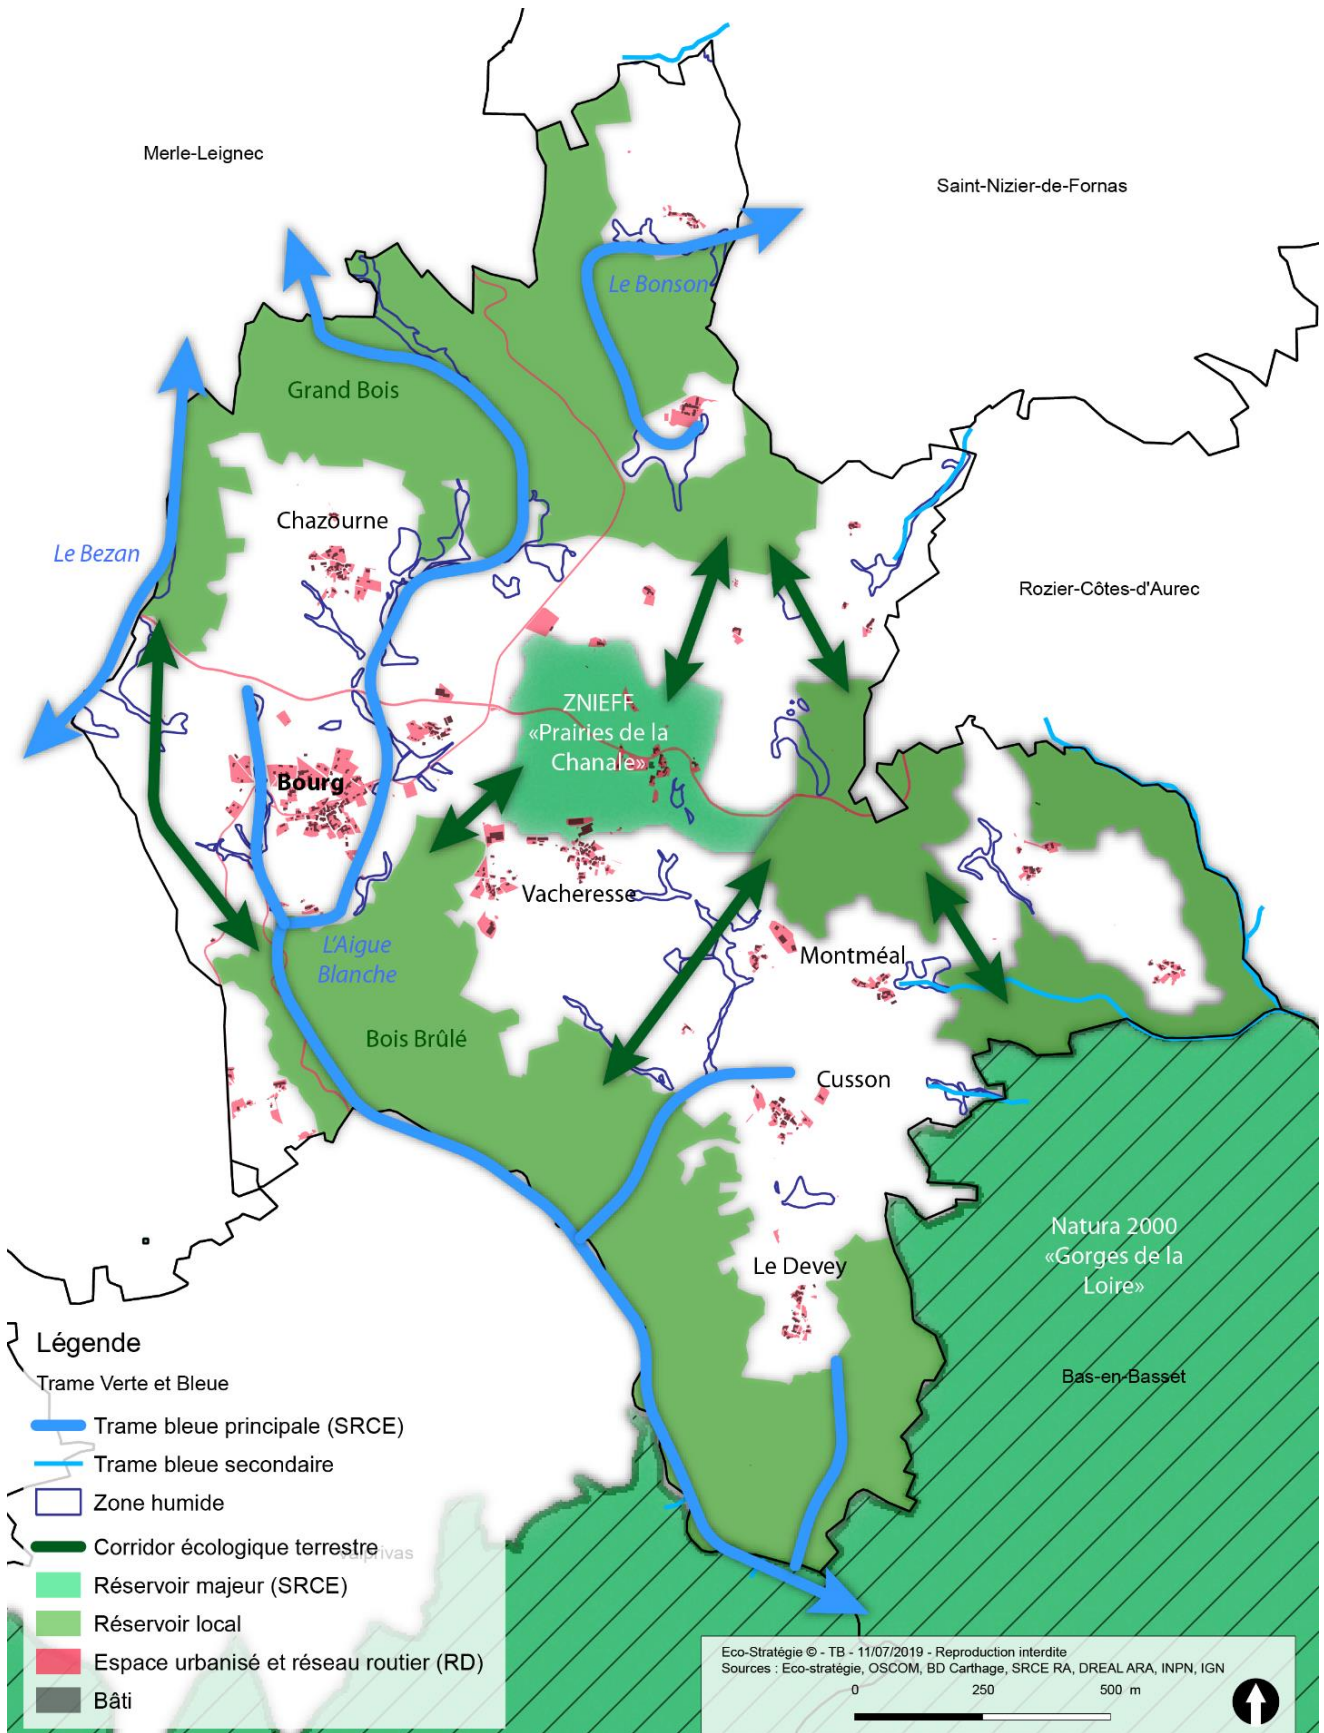 Merle-Leignec
Saint-Nizier-de-Fornas
Le Bonson
Grand Bois
Chazourne
Le Bezan
Rozier-Côtes-d'Aurec
ZNIEFF
«Prairies de la
Chanale»
Bourg
Vacheresse
L'Aigue
Blanche
Montméal
Bois Brûlé
Cusson
Natura 2000
«Gorges de la
Loire»
Le Devey
Bas-en-Basset
Légende
Trame Verte et Bleue
Trame bleue principale (SRCE)
Trame bleue secondaire
Zone humide
Corridor écologique terrestre
Valprivas
Réservoir majeur (SRCE)
Réservoir local
Espace urbanisé et réseau routier (RD)
Bâti
Eco-Stratégie © - TB - 11/07/2019 - Reproduction interdite
Sources : Eco-stratégie, OSCOM, BD Carthage, SRCE RA, DREAL ARA, INPN, IGN
0 250 500 m